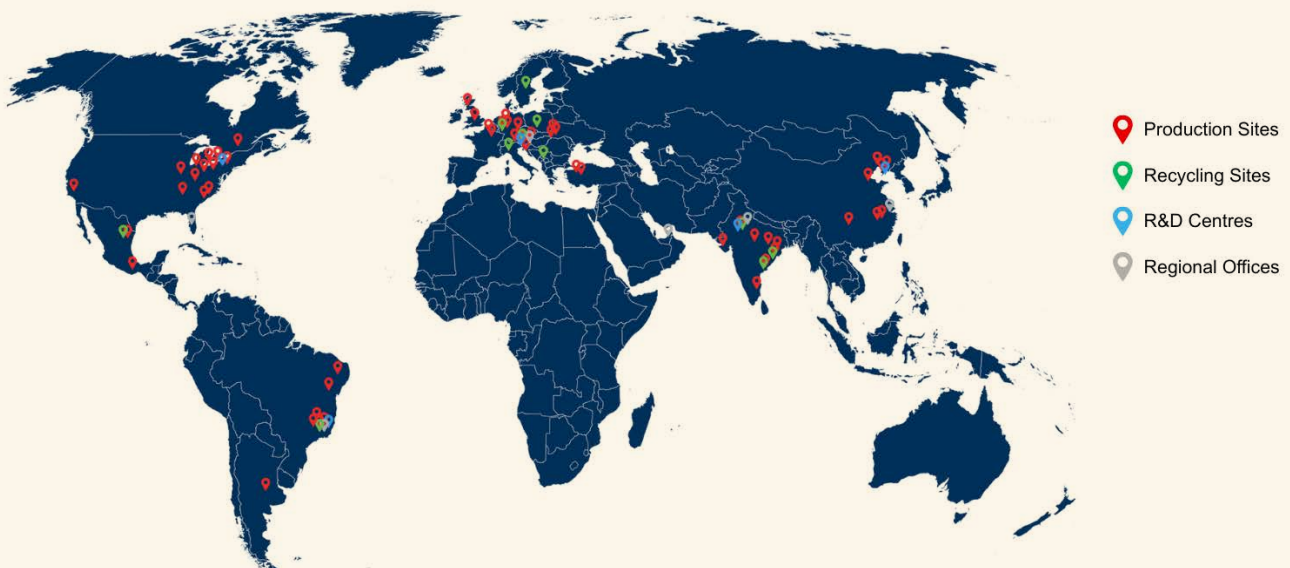 Production Sites
Recycling Sites
R&D Centres
Regional Offices